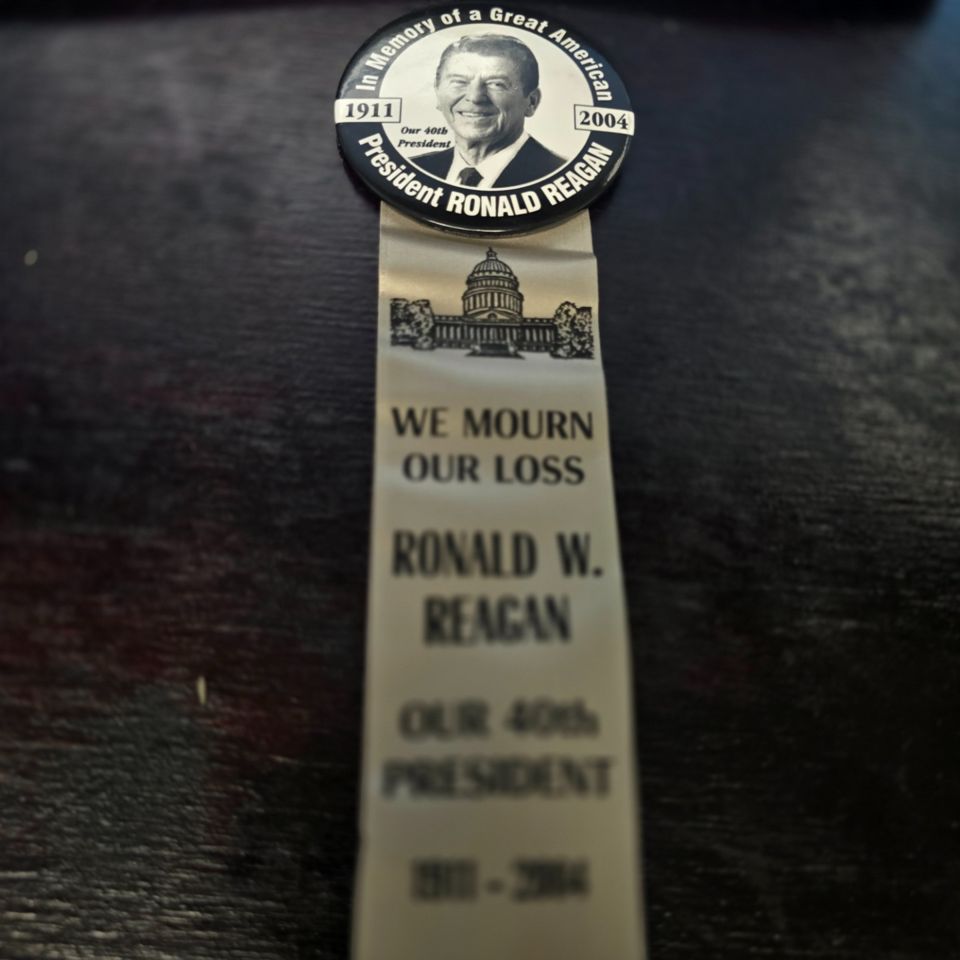 In Memory of a Great American
1911
2004
Our 40th
President
President RONALD REAGAN
WE MOURN
OUR LOSS
RONALD W.
REAGAN
OUR 40th
PRESIDENT
1911 - 2004